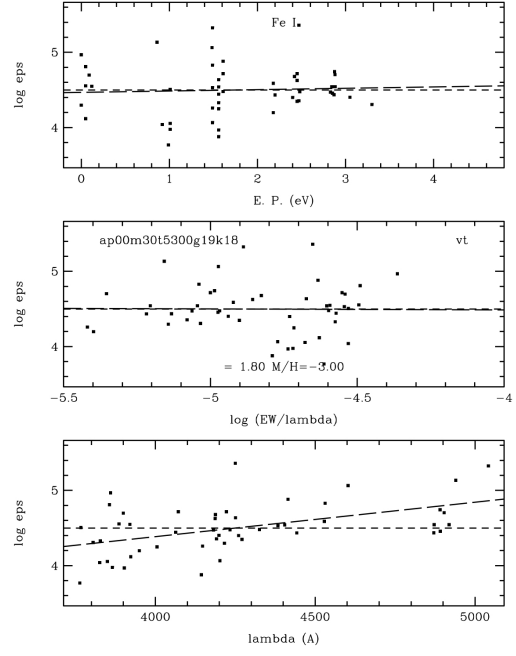 Fe I
5
4
log eps
0 1 2 3 4
E. P. (eV)
ap00m30t5300g19k18 vt
5
4
log eps
= 1.80 M/H=-3.00
-5.5 -5 -4.5 -4
log (EW/lambda)
5
4
log eps
4000 4500 5000
lambda (A)